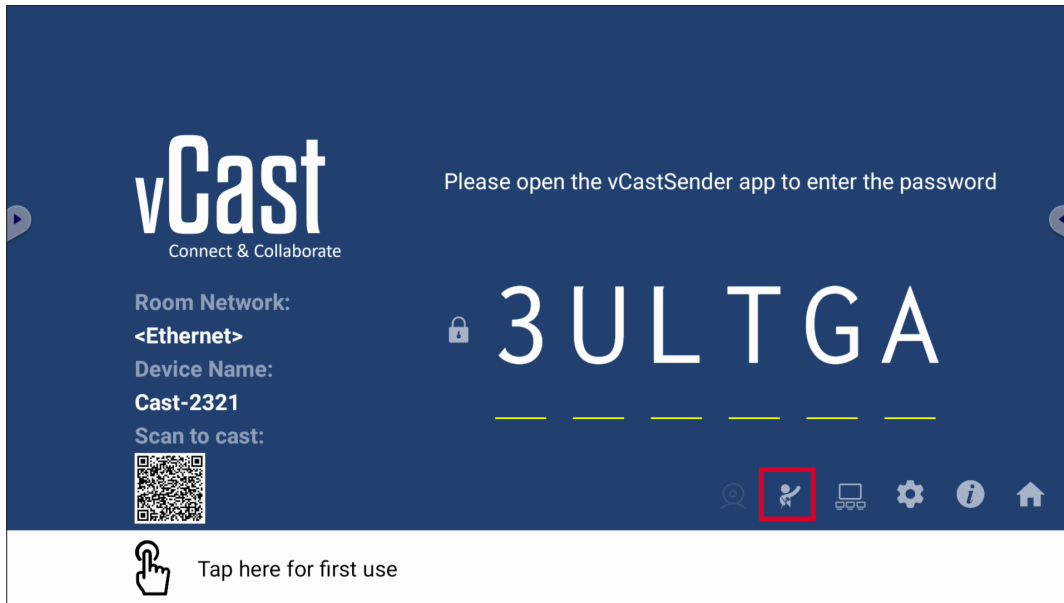 vCast
Connect & Collaborate
Please open the vCastSender app to enter the password
Room Network:
<Ethernet>
Device Name:
Cast-2321
Scan to cast:
3ULTGA
Tap here for first use